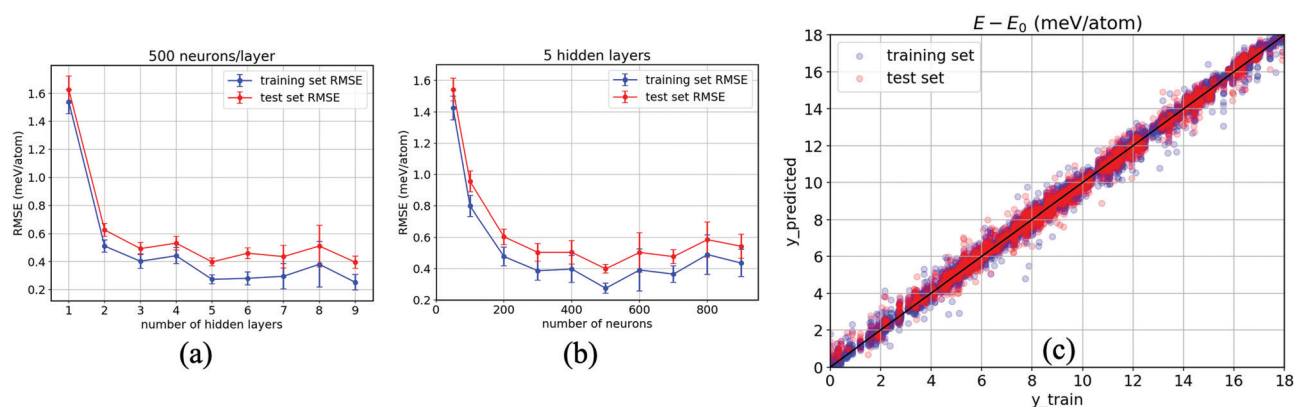 500 neurons/layer
training set RMSE
test set RMSE
RMSE (meV/atom)
1.6
1.4
1.2
1.0
0.8
0.6
0.4
0.2
1 2 3 4 5 6 7 8 9
number of hidden layers
(a)
5 hidden layers
training set RMSE
test set RMSE
RMSE (meV/atom)
1.6
1.4
1.2
1.0
0.8
0.6
0.4
0.2
200 400 600 800
number of neurons
(b)
E − E₀ (meV/atom)
training set
test set
y_predicted
18
16
14
12
10
8
6
4
2
0
0 2 4 6 8 10 12 14 16 18
y_train
(c)